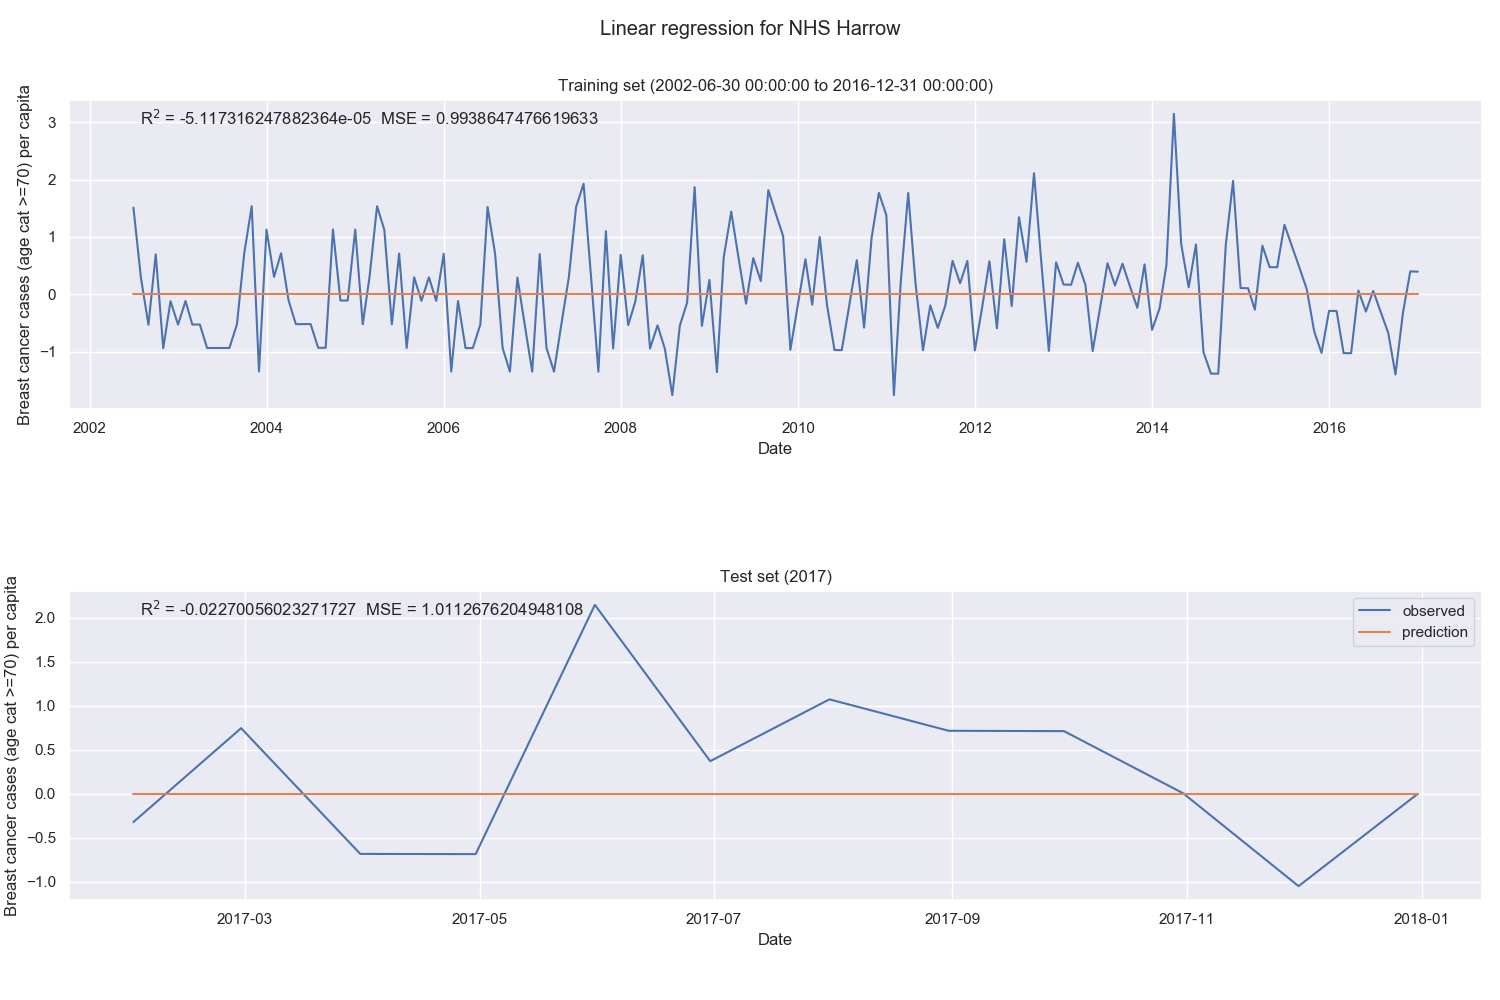 Linear regression for NHS Harrow
Training set (2002-06-30 00:00:00 to 2016-12-31 00:00:00)
R² = -5.117316247882364e-05 MSE = 0.9938647476619633
Breast cancer cases (age cat >=70) per capita
3
2
1
0
−1
2002 2004 2006 2008 2010 2012 2014 2016
Date
Test set (2017)
R² = -0.02270056023271727 MSE = 1.0112676204948108
observed
prediction
Breast cancer cases (age cat >=70) per capita
2.0
1.5
1.0
0.5
0.0
−0.5
−1.0
2017-03 2017-05 2017-07 2017-09 2017-11 2018-01
Date